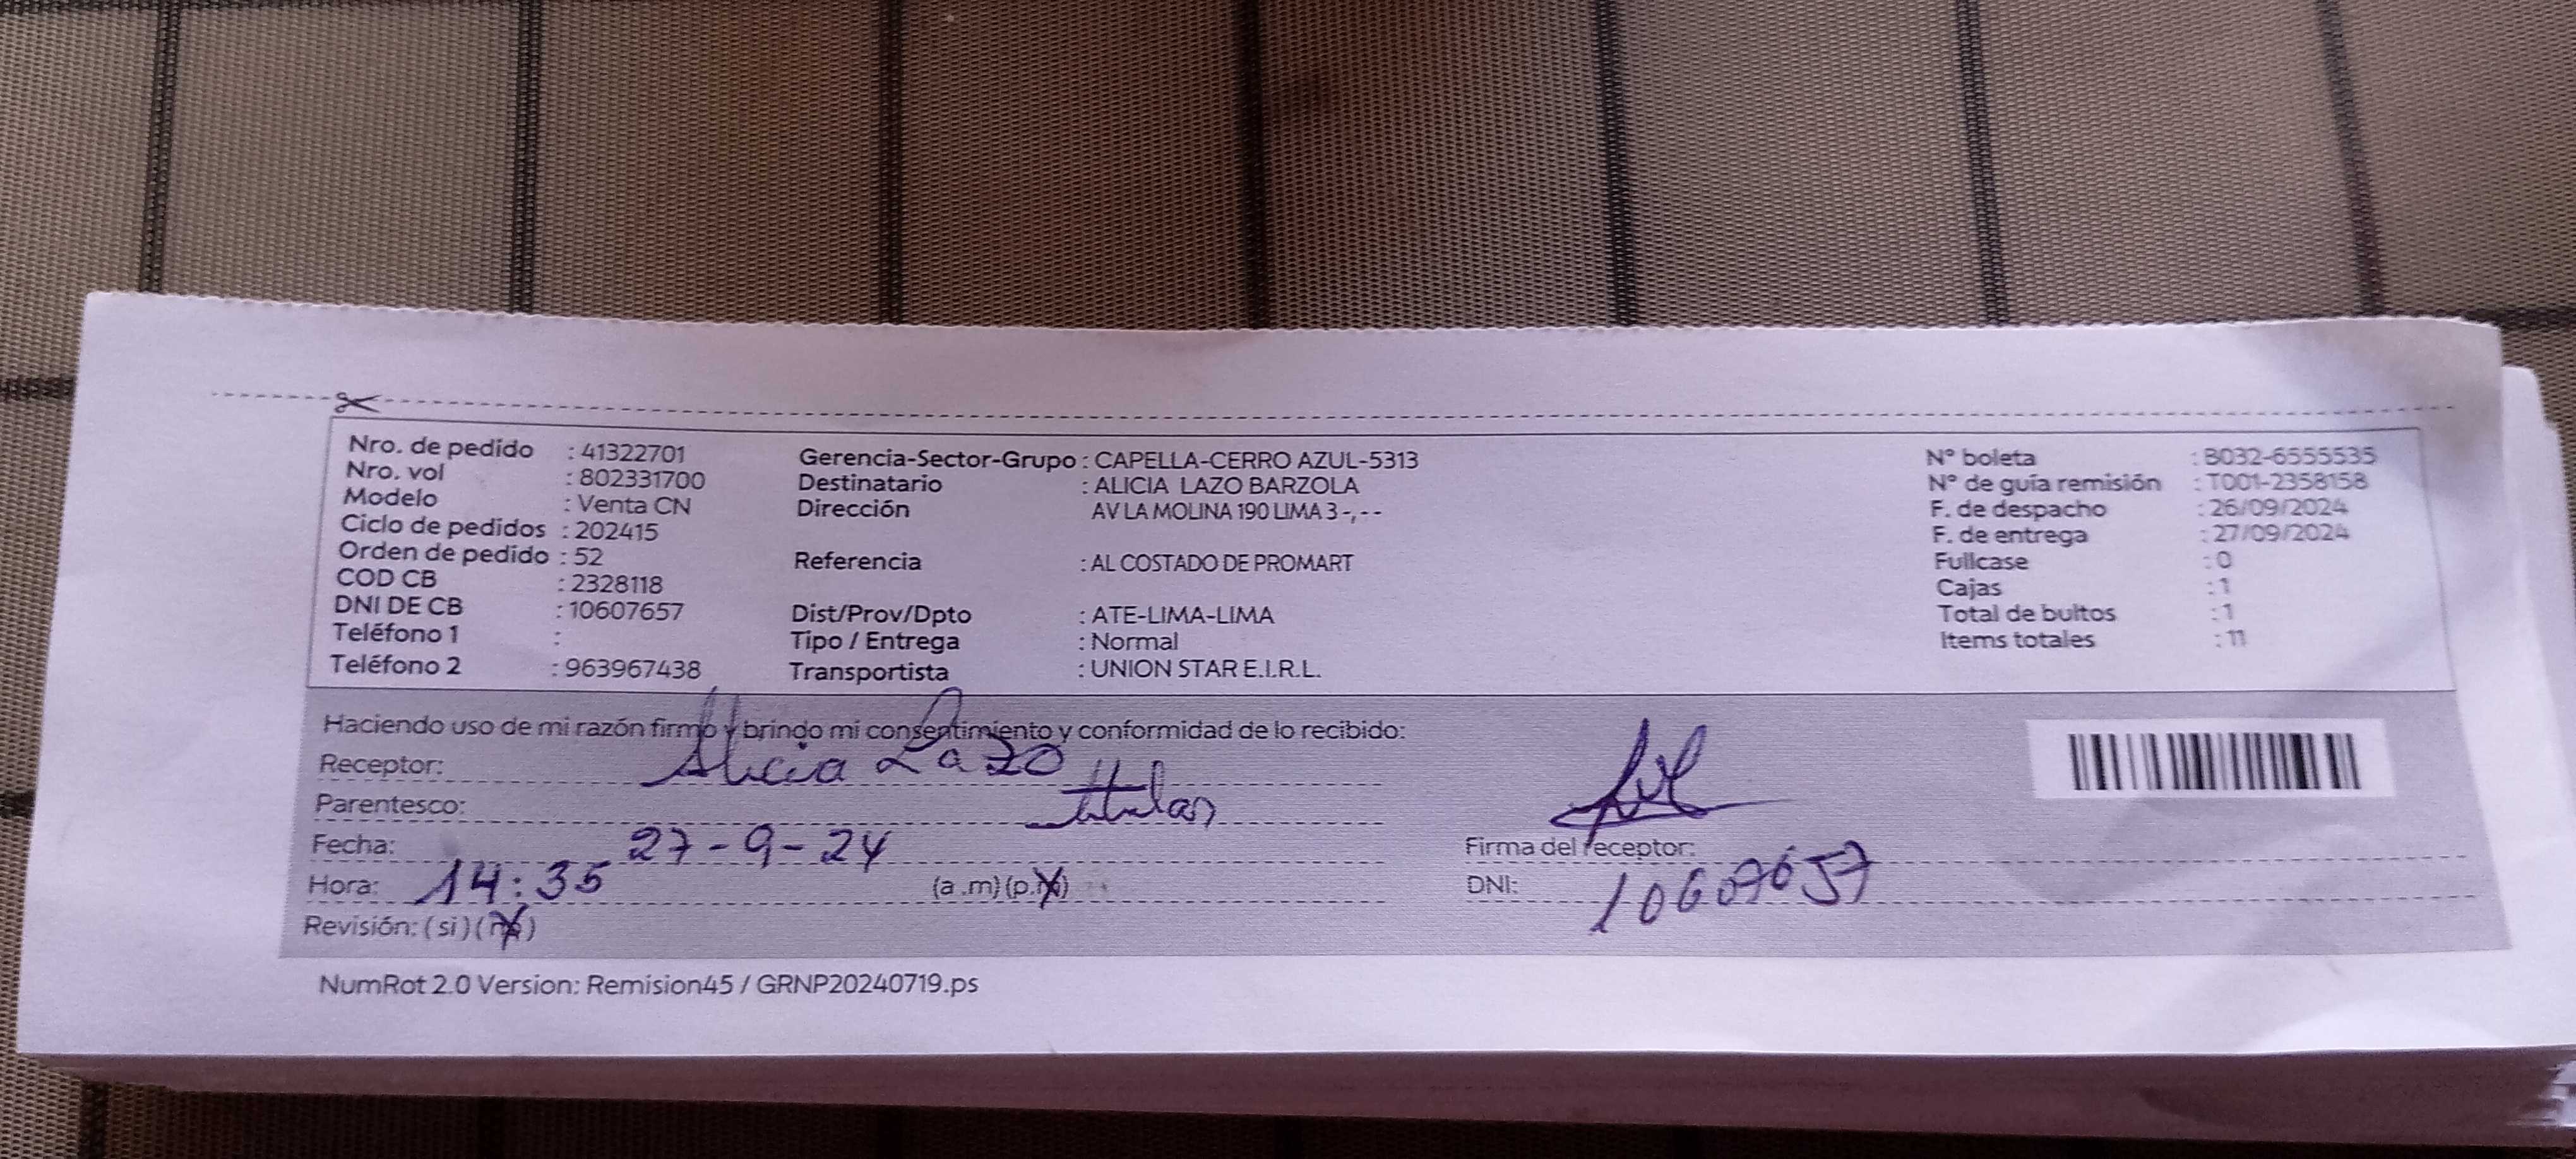 Nro. de pedido : 41322701
Nro. vol : 802331700
Modelo : Venta CN
Ciclo de pedidos : 202415
Orden de pedido : 52
COD CB : 2328118
DNI DE CB : 10607657
Teléfono 1 :
Teléfono 2 : 963967438
Gerencia-Sector-Grupo : CAPELLA-CERRO AZUL-5313
Destinatario : ALICIA LAZO BARZOLA
Dirección AV LA MOLINA 190 LIMA 3 -,--
Referencia : AL COSTADO DE PROMART
Dist/Prov/Dpto : ATE-LIMA-LIMA
Tipo / Entrega : Normal
Transportista : UNION STAR E.I.R.L.
N° boleta : B032-6555535
N° de guía remisión : T001-2358158
F. de despacho : 26/09/2024
F. de entrega : 27/09/2024
Fullcase : 0
Cajas : 1
Total de bultos : 1
Items totales : 11
Haciendo uso de mi razón firmo y brindo mi consentimiento y conformidad de lo recibido:
Receptor: Alicia Lazo
Parentesco: titular
Fecha: 27-9-24
Hora: 14:35 (a.m)(p.m)
Revisión: (si)(no)
Firma del receptor:
DNI: 10607657
NumRot 2.0 Version: Remision45 / GRNP20240719.ps